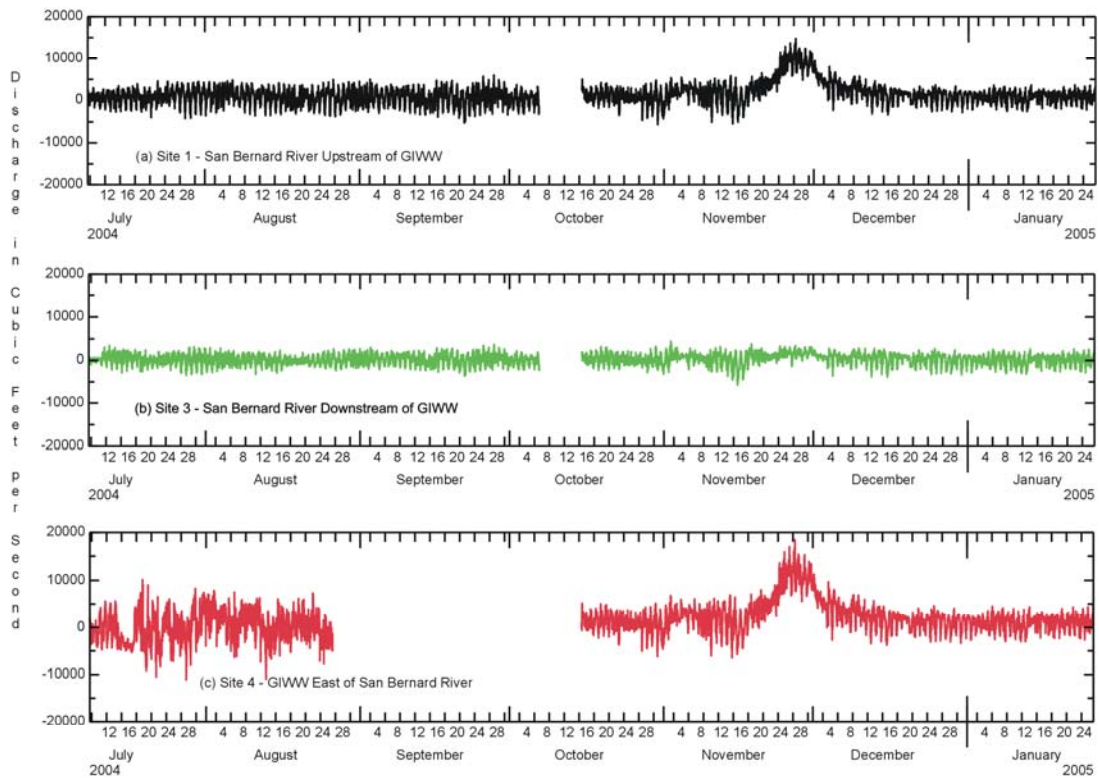 Discharge in Cubic Feet per Second
20000
10000
0
-10000
-20000
(a) Site 1 - San Bernard River Upstream of GIWW
12 16 20 24 28 4 8 12 16 20 24 28 4 8 12 16 20 24 28 4 8 12 16 20 24 28 4 8 12 16 20 24 28 4 8 12 16 20 24 28 4 8 12 16 20 24
July August September October November December January
2004 2005
20000
10000
0
-10000
-20000
(b) Site 3 - San Bernard River Downstream of GIWW
12 16 20 24 28 4 8 12 16 20 24 28 4 8 12 16 20 24 28 4 8 12 16 20 24 28 4 8 12 16 20 24 28 4 8 12 16 20 24 28 4 8 12 16 20 24
July August September October November December January
2004 2005
20000
10000
0
-10000
-20000
(c) Site 4 - GIWW East of San Bernard River
12 16 20 24 28 4 8 12 16 20 24 28 4 8 12 16 20 24 28 4 8 12 16 20 24 28 4 8 12 16 20 24 28 4 8 12 16 20 24 28 4 8 12 16 20 24
July August September October November December January
2004 2005